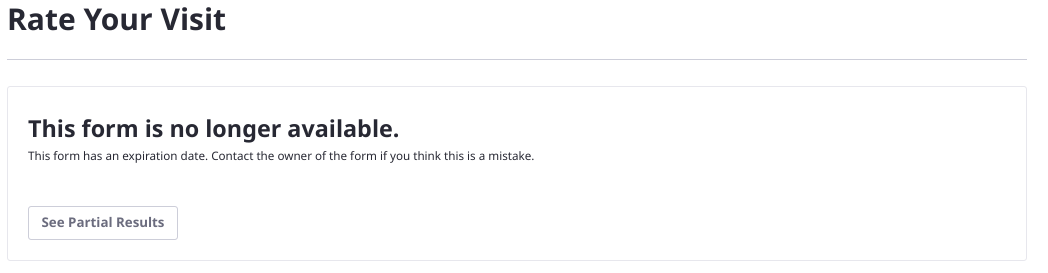 Rate Your Visit
This form is no longer available.
This form has an expiration date. Contact the owner of the form if you think this is a mistake.
See Partial Results